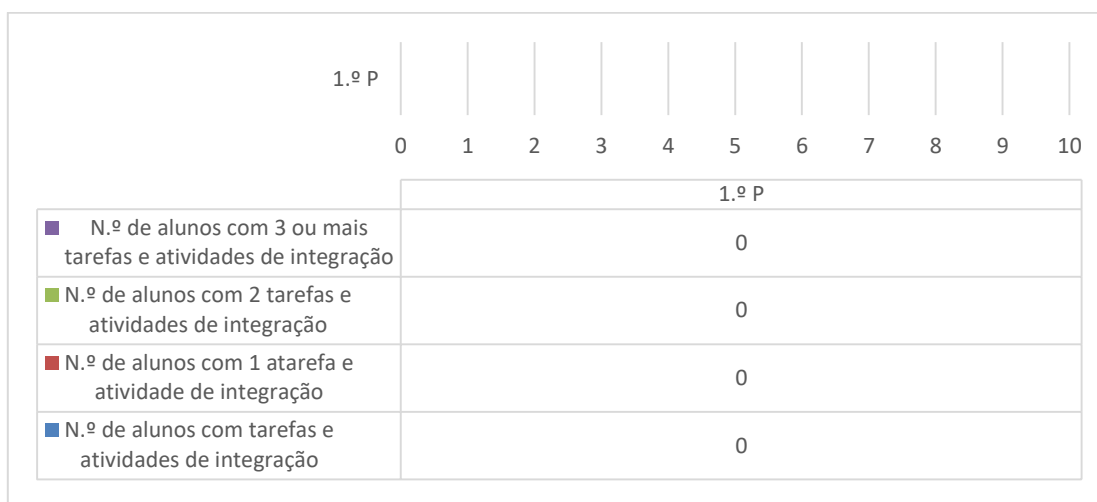 1.º P
0 1 2 3 4 5 6 7 8 9 10
1.º P
N.º de alunos com 3 ou mais
tarefas e atividades de integração
0
N.º de alunos com 2 tarefas e
atividades de integração
0
N.º de alunos com 1 atarefa e
atividade de integração
0
N.º de alunos com tarefas e
atividades de integração
0